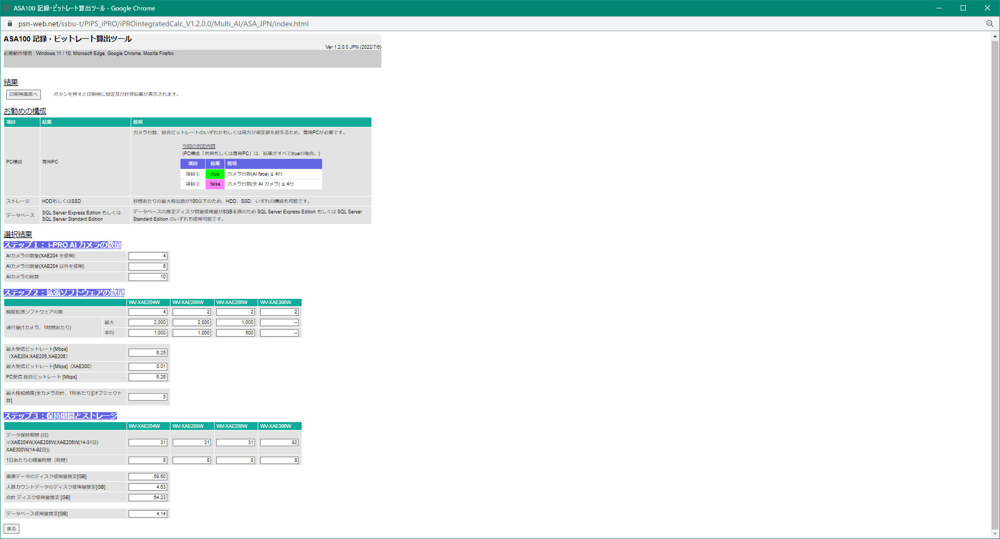 ASA100 記録・ビットレート算出ツール - Google Chrome
psn-web.net/ssbu-t/PIPS_iPRO/iPROintegratedCalc_V1.2.0.0/Multi_AI/ASA_JPN/index.html
ASA100 記録・ビットレート算出ツール
Ver 1.2.0.0 JPN (2022/7/6)
必要動作環境 : Windows 11 / 10, Microsoft Edge, Google Chrome, Mozilla Firefox
結果
印刷用画面へ ボタンを押すと印刷用に設定及び計算結果が表示されます。
お勧めの構成
項目 結果 説明
カメラ台数、総合ビットレートのいずれかもしくは両方が規定値を超えるため、専用PCが必要です。
今回の判定内容
(PC構成「共用もしくは専用PC」は、結果がすべてtrueの場合。)
PC構成 専用PC
項目 結果 説明
項目① true カメラ台数(AI face) ≦ 4台
項目② false カメラ台数(全 AI カメラ) ≦ 4台
ストレージ HDDもしくはSSD 秒間あたりの最大検出数が100以下のため、HDD、SSD、いずれの構成も可能です。
データベース SQL Server Express Edition もしくは
SQL Server Standard Edition
データベースの推定ディスク容量使用量が8GB未満のため SQL Server Express Edition もしくは SQL Server
Standard Edition のいずれも使用可能です。
選択結果
ステップ１： i-PRO AI カメラの数量
AIカメラの数量(XAE204 を使用) 4
AIカメラの数量(XAE204 以外を使用) 6
AIカメラの総数 10
ステップ２：拡張ソフトウェアの数量
WV-XAE204W WV-XAE205W WV-XAE206W WV-XAE300W
機能拡張ソフトウェアの数 4 2 2 2
通行量(1カメラ、1時間あたり)
最大 2,000 2,000 1,000 --
平均 1,000 1,000 500 --
最大受信ビットレート[Mbps]
（XAE204,XAE205,XAE206） 6.25
最大受信ビットレート[Mbps]（XAE300） 0.01
PC受信 総合ビットレート [Mbps] 6.26
最大検知頻度(全カメラ合計、1秒あたり)[オブジェクト
数] 5
ステップ３：保持期間とストレージ
WV-XAE204W WV-XAE205W WV-XAE206W WV-XAE300W
データ保持期間 (日)
※XAE204W,XAE205W,XAE206W(14-31日)
XAE300W(14-92日)) 31 31 31 92
1日あたりの稼働時間（時間） 8 8 8 8
画像データのディスク使用量推定[GB] 59.60
人数カウントデータのディスク使用量推定[GB] 4.63
合計 ディスク使用量推定 [GB] 64.23
データベース使用量推定[GB] 4.14
戻る